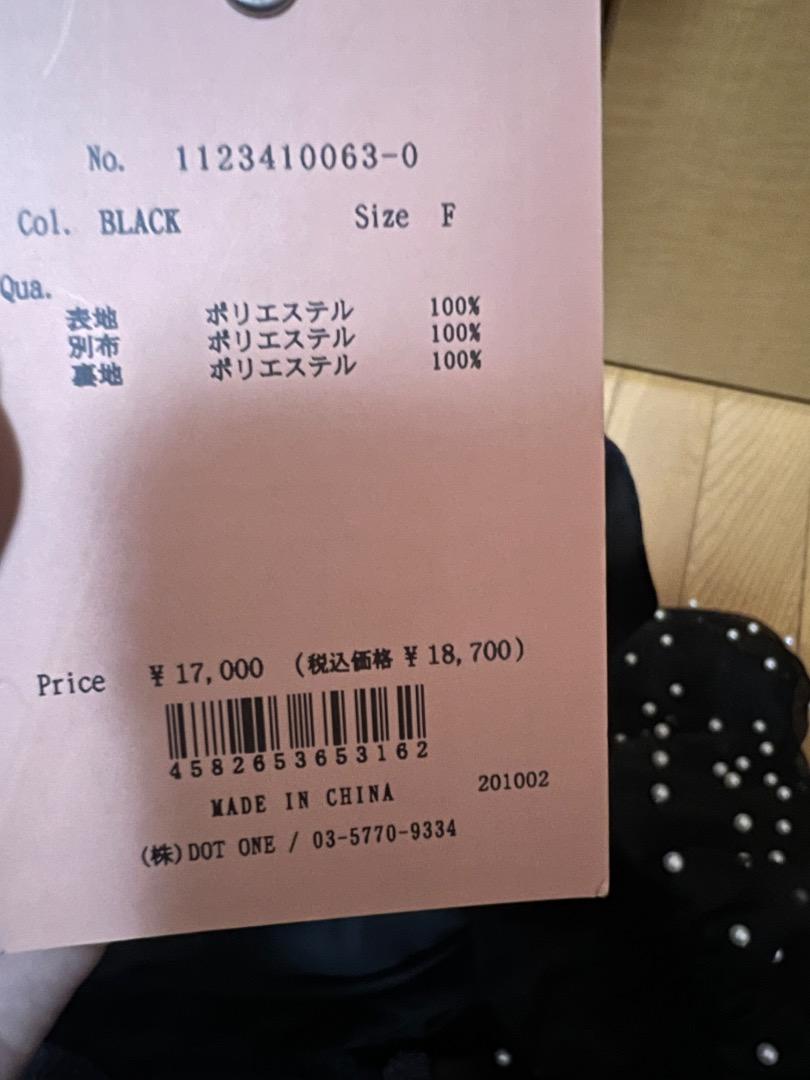 No. 1123410063-0
Col. BLACK Size F
Qua.
表地 ポリエステル 100%
別布 ポリエステル 100%
裏地 ポリエステル 100%
Price ¥17,000 (税込価格 ¥18,700)
4582653653162
MADE IN CHINA 201002
(株)DOT ONE / 03-5770-9334